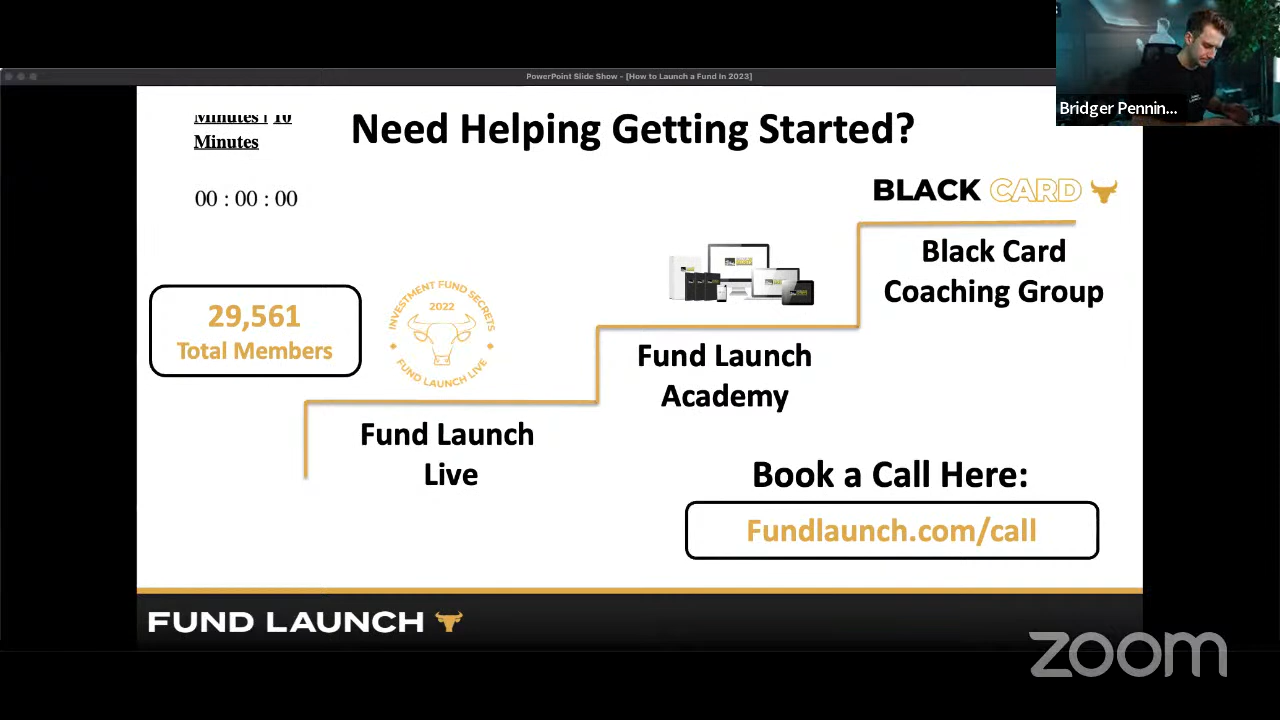 PowerPoint Slide Show - [How to Launch a Fund In 2023]
Bridger Pennin...
Minutes | 10
Minutes
00 : 00 : 00
Need Helping Getting Started?
BLACK CARD
Black Card
Coaching Group
29,561
Total Members
INVESTMENT FUND SECRETS
2022
FUND LAUNCH LIVE
Fund Launch
Academy
Fund Launch
Live
Book a Call Here:
Fundlaunch.com/call
FUND LAUNCH
zoom